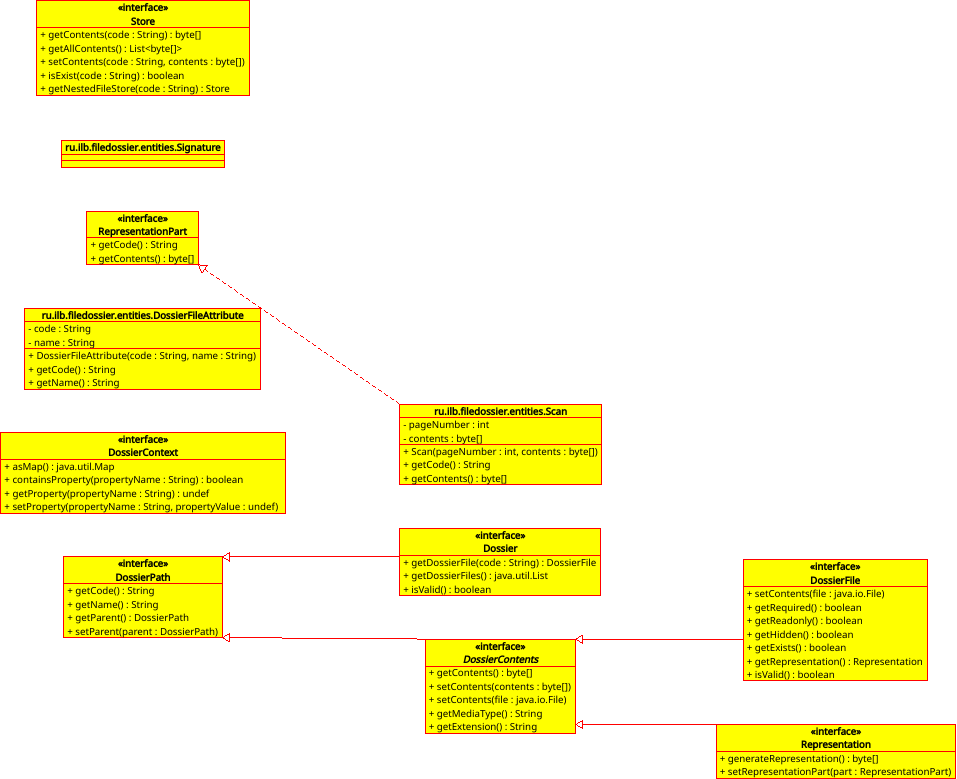 «interface»
Store
+ getContents(code : String) : byte[]
+ getAllContents() : List<byte[]>
+ setContents(code : String, contents : byte[])
+ isExist(code : String) : boolean
+ getNestedFileStore(code : String) : Store
ru.ilb.filedossier.entities.Signature
«interface»
RepresentationPart
+ getCode() : String
+ getContents() : byte[]
ru.ilb.filedossier.entities.DossierFileAttribute
- code : String
- name : String
+ DossierFileAttribute(code : String, name : String)
+ getCode() : String
+ getName() : String
ru.ilb.filedossier.entities.Scan
- pageNumber : int
- contents : byte[]
+ Scan(pageNumber : int, contents : byte[])
+ getCode() : String
+ getContents() : byte[]
«interface»
DossierContext
+ asMap() : java.util.Map
+ containsProperty(propertyName : String) : boolean
+ getProperty(propertyName : String) : undef
+ setProperty(propertyName : String, propertyValue : undef)
«interface»
Dossier
+ getDossierFile(code : String) : DossierFile
+ getDossierFiles() : java.util.List
+ isValid() : boolean
«interface»
DossierPath
+ getCode() : String
+ getName() : String
+ getParent() : DossierPath
+ setParent(parent : DossierPath)
«interface»
DossierFile
+ setContents(file : java.io.File)
+ getRequired() : boolean
+ getReadonly() : boolean
+ getHidden() : boolean
+ getExists() : boolean
+ getRepresentation() : Representation
+ isValid() : boolean
«interface»
DossierContents
+ getContents() : byte[]
+ setContents(contents : byte[])
+ setContents(file : java.io.File)
+ getMediaType() : String
+ getExtension() : String
«interface»
Representation
+ generateRepresentation() : byte[]
+ setRepresentationPart(part : RepresentationPart)